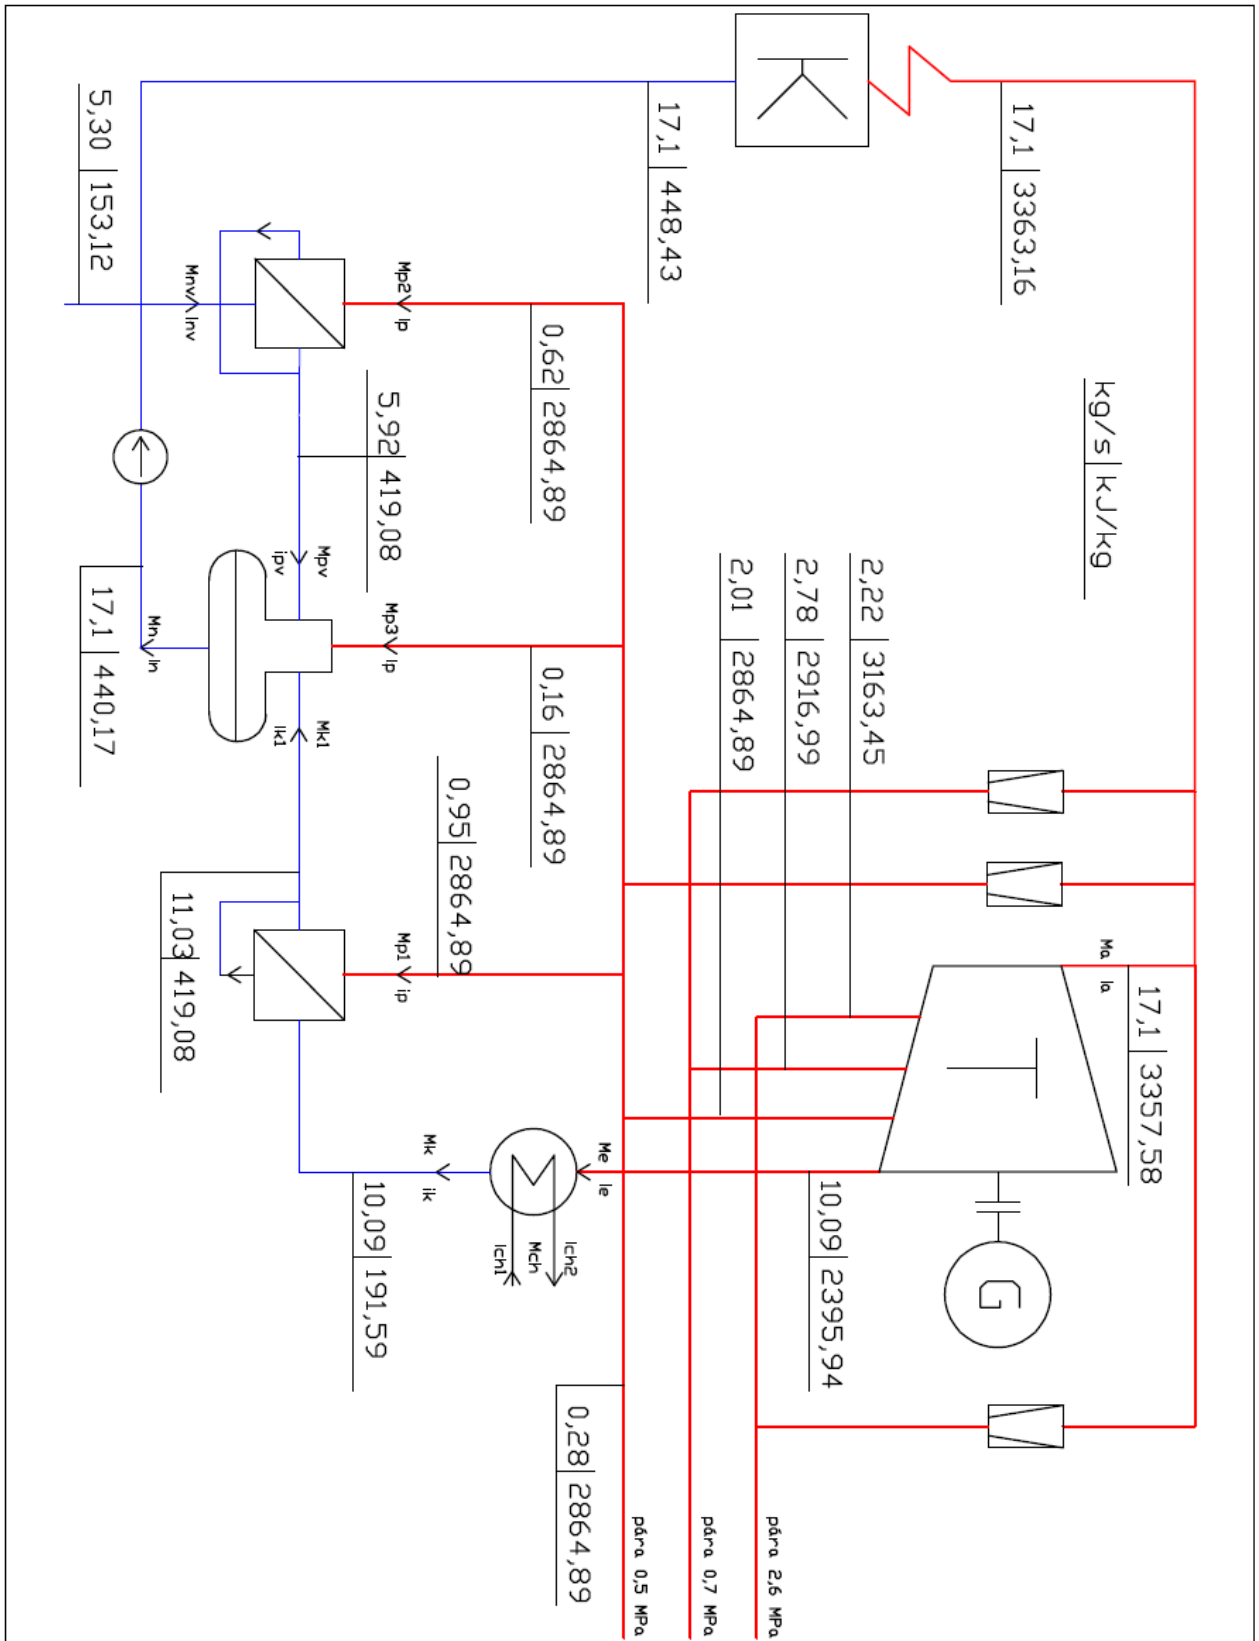 K
17,1 | 3363,16
17,1 | 448,43
5,30 | 153,12
Mnv Inv
Mp2 Ip
0,62 | 2864,89
kg/s | kJ/kg
5,92 | 419,08
Mpv ipv
Mp3 Ip
0,16 | 2864,89
Mn In
17,1 | 440,17
Mk1 ik1
2,22 | 3163,45
2,78 | 2916,99
2,01 | 2864,89
0,95 | 2864,89
Mp1 ip
11,03 | 419,08
Ma Ia
17,1 | 3357,58
T
G
Me Ie
10,09 | 2395,94
Mk ik
10,09 | 191,59
Ich2
Mch
Ich1
0,28 | 2864,89
pára 2,6 MPa
pára 0,7 MPa
pára 0,5 MPa